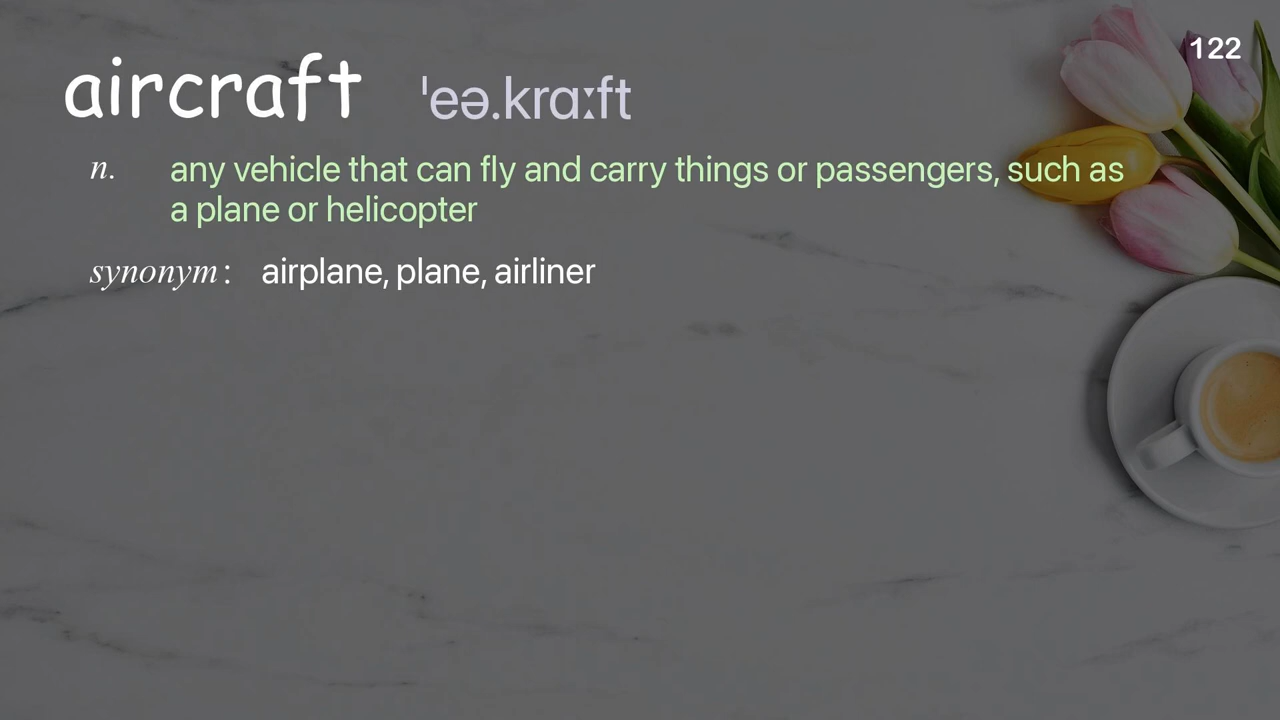 122
aircraft ˈeə.krɑːft
n. any vehicle that can fly and carry things or passengers, such as
a plane or helicopter
synonym: airplane, plane, airliner